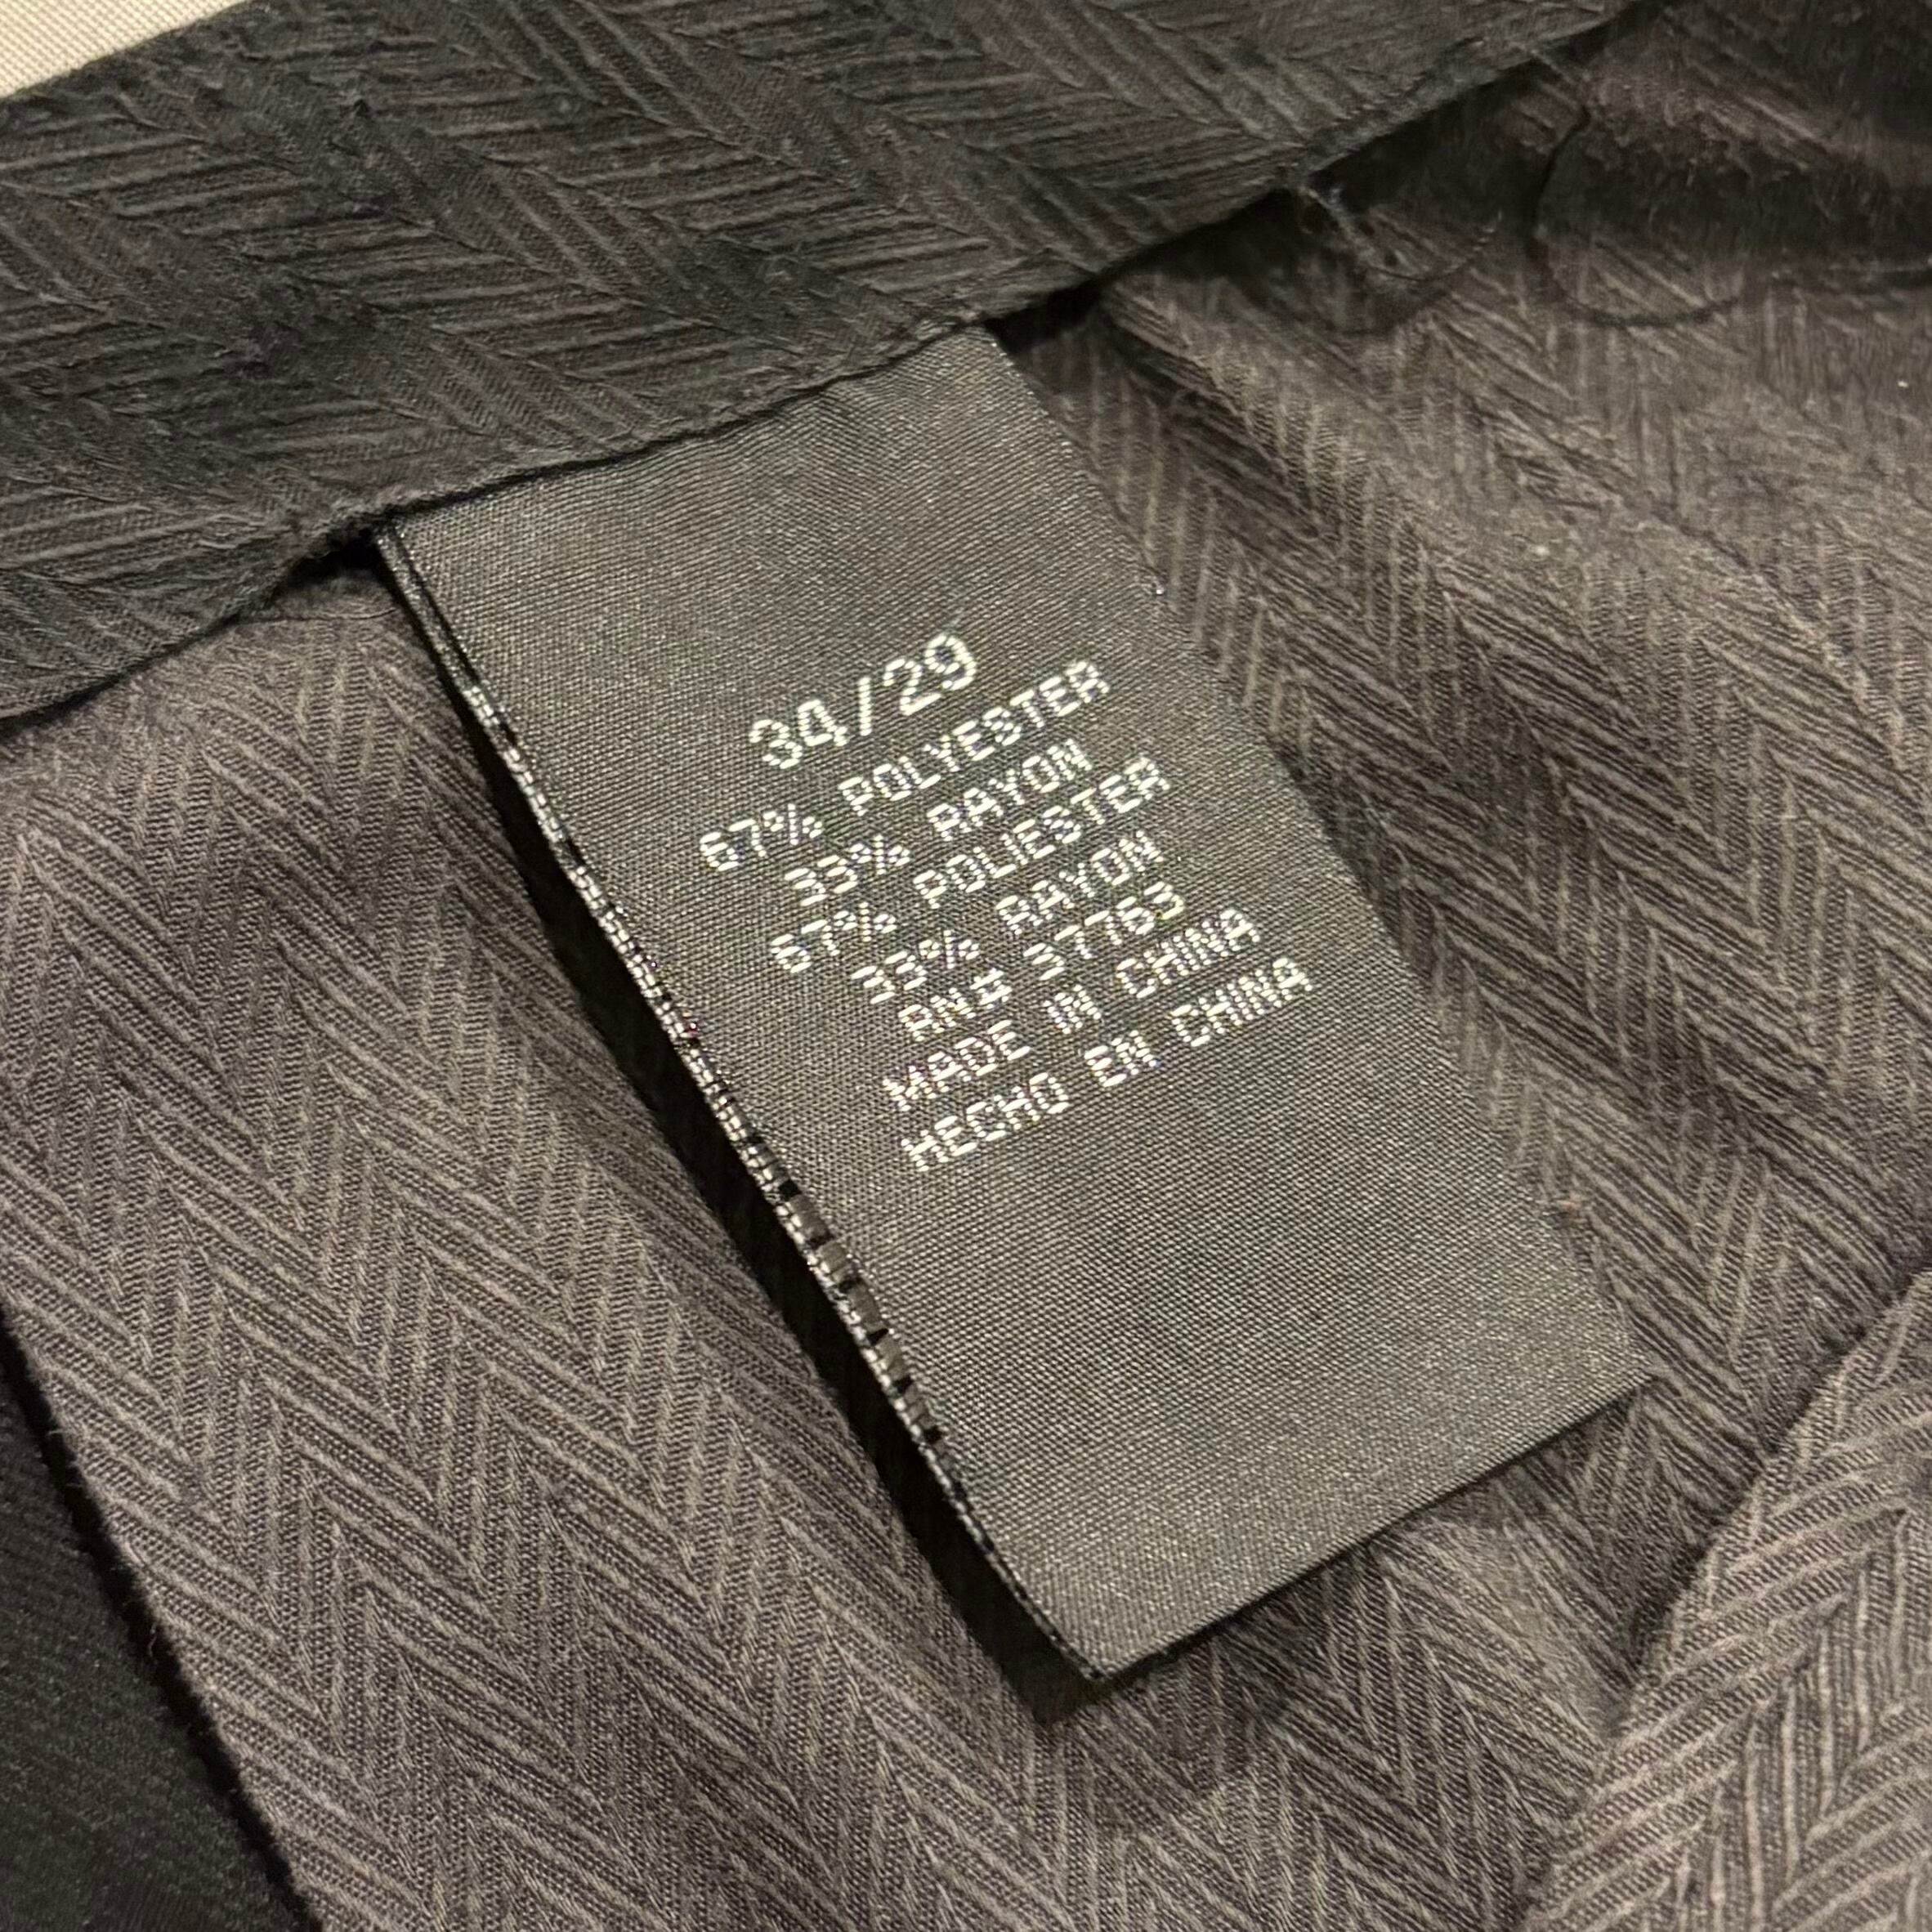 34/29
67% POLYESTER
33% RAYON
67% POLIESTER
33% RAYON
RN# 37763
MADE IN CHINA
HECHO EN CHINA